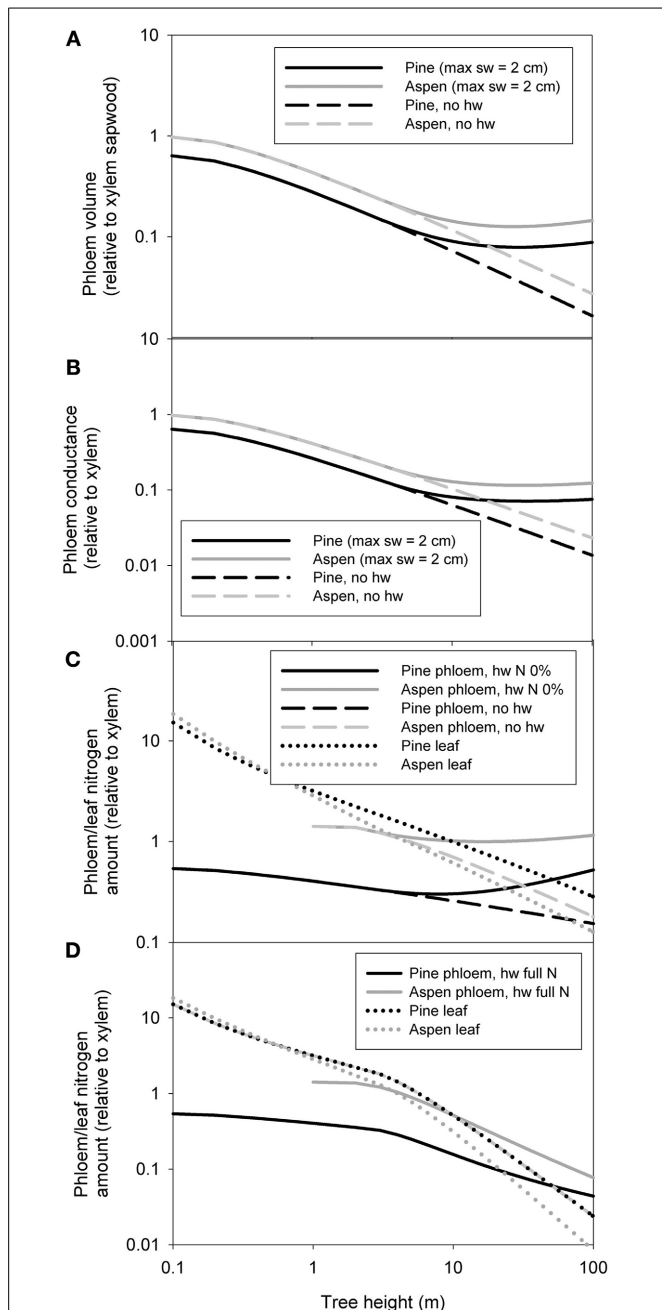 A
10
1
0.1
10
Phloem volume
(relative to xylem sapwood)
Pine (max sw = 2 cm)
Aspen (max sw = 2 cm)
Pine, no hw
Aspen, no hw
B
1
0.1
0.01
0.001
Phloem conductance
(relative to xylem)
Pine (max sw = 2 cm)
Aspen (max sw = 2 cm)
Pine, no hw
Aspen, no hw
C
10
1
0.1
Phloem/leaf nitrogen
amount (relative to xylem)
Pine phloem, hw N 0%
Aspen phloem, hw N 0%
Pine phloem, no hw
Aspen phloem, no hw
Pine leaf
Aspen leaf
D
10
1
0.1
0.01
Phloem/leaf nitrogen
amount (relative to xylem)
Pine phloem, hw full N
Aspen phloem, hw full N
Pine leaf
Aspen leaf
0.1 1 10 100
Tree height (m)